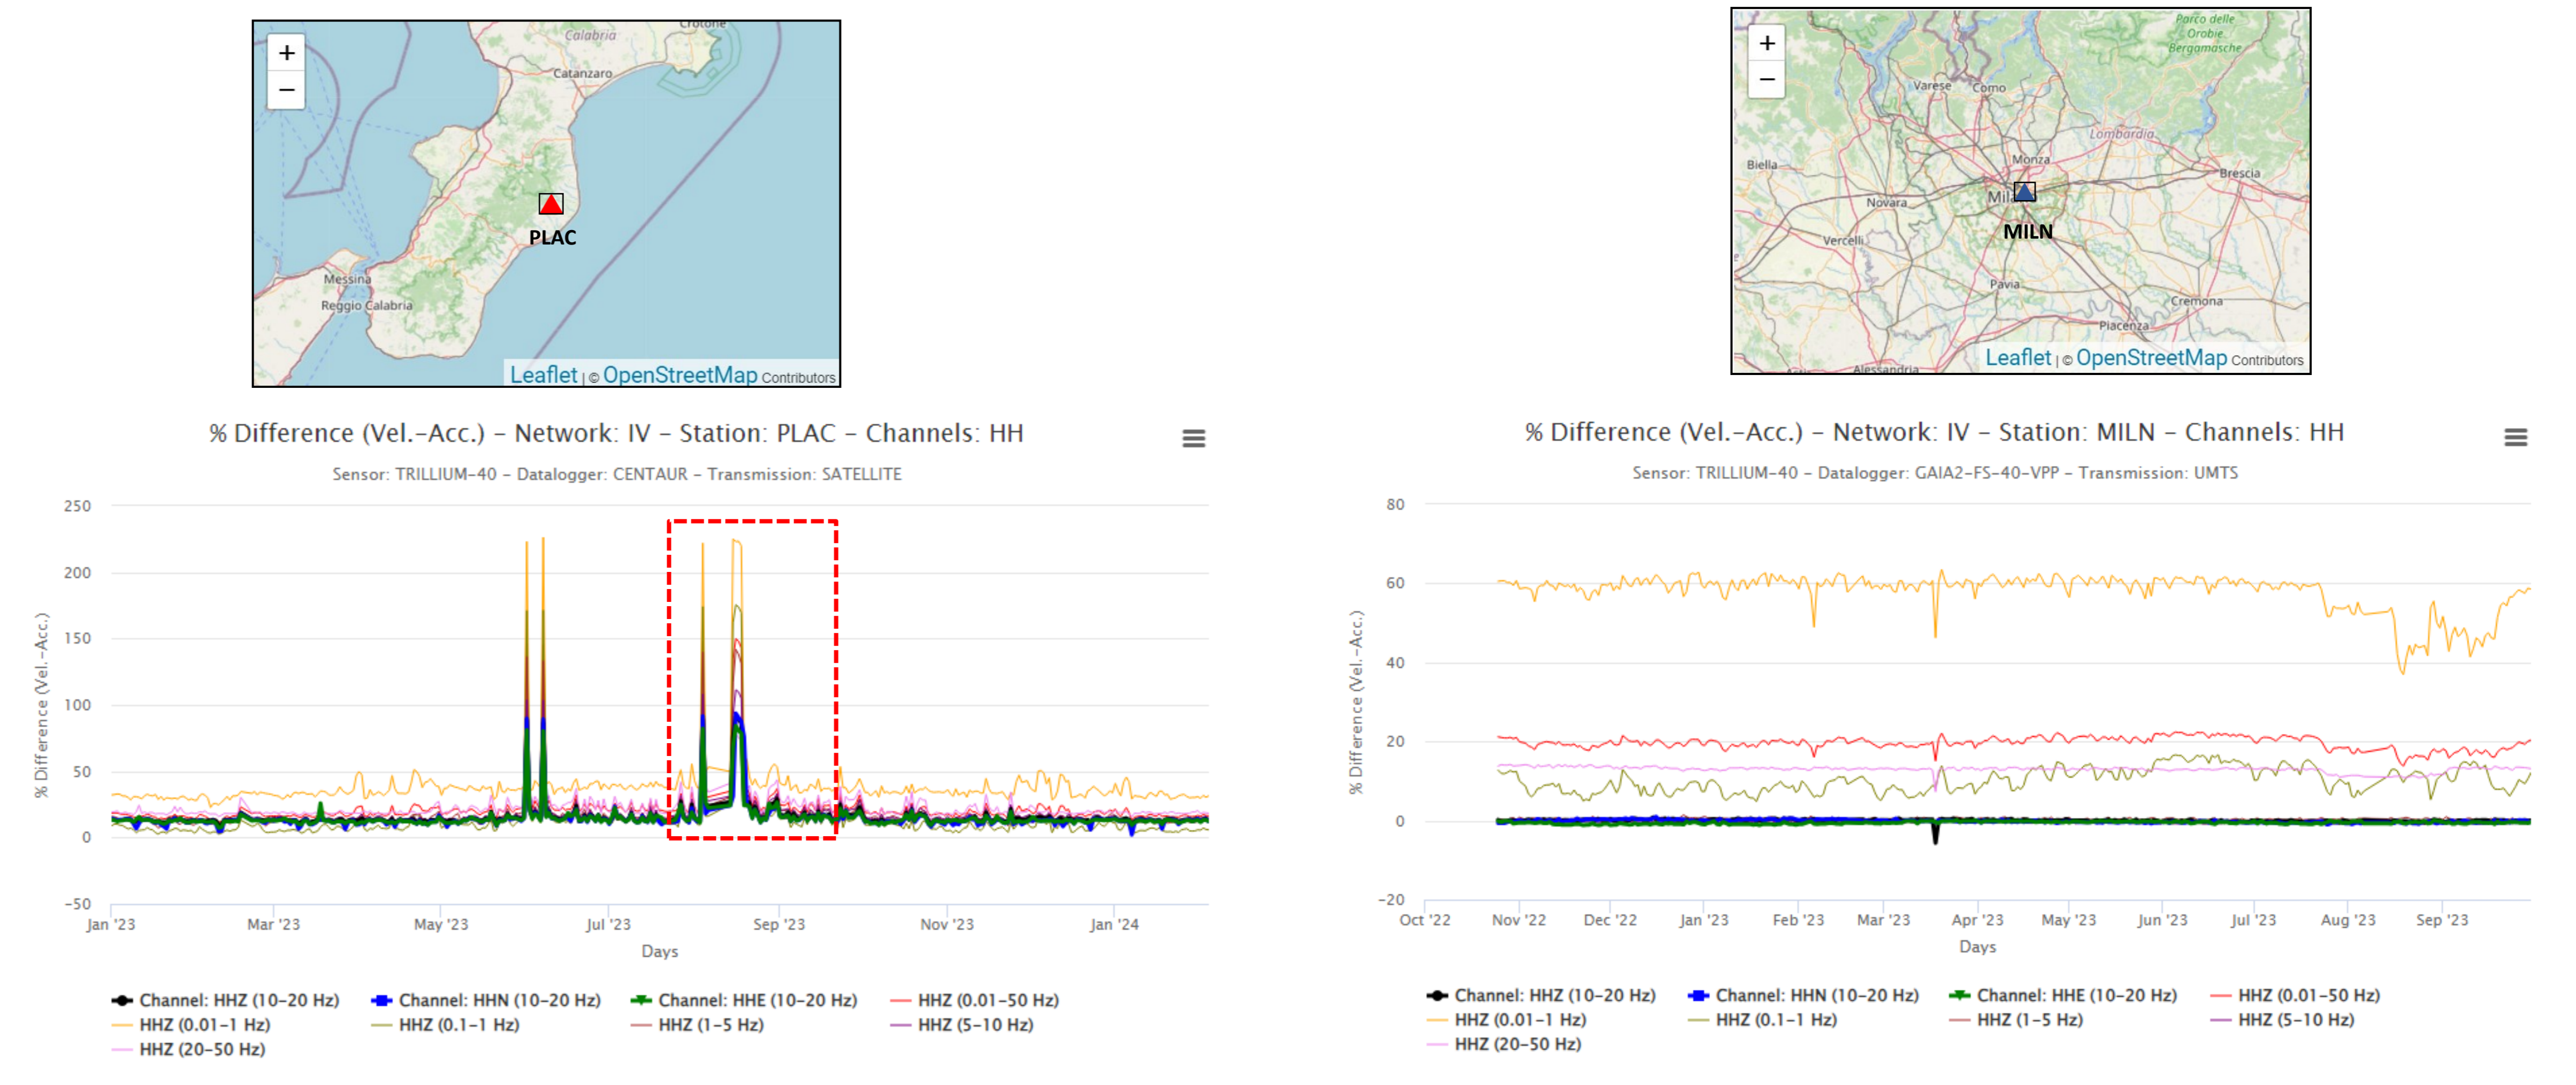 +
−
Calabria
Crotone
Catanzaro
PLAC
Messina
Reggio Calabria
Leaflet | © OpenStreetMap Contributors
+
−
Parco delle
Orobie
Bergamasche
Varese
Como
Lombardia
Biella
Monza
Brescia
Novara
MILN
Vercelli
Pavia
Cremona
Piacenza
Alessandria
Leaflet | © OpenStreetMap Contributors
% Difference (Vel.-Acc.) - Network: IV - Station: PLAC - Channels: HH
Sensor: TRILLIUM-40 - Datalogger: CENTAUR - Transmission: SATELLITE
% Difference (Vel.-Acc.)
250
200
150
100
50
0
-50
Jan '23 Mar '23 May '23 Jul '23 Sep '23 Nov '23 Jan '24
Days
Channel: HHZ (10-20 Hz) Channel: HHN (10-20 Hz) Channel: HHE (10-20 Hz) HHZ (0.01-50 Hz)
HHZ (0.01-1 Hz) HHZ (0.1-1 Hz) HHZ (1-5 Hz) HHZ (5-10 Hz)
HHZ (20-50 Hz)
% Difference (Vel.-Acc.) - Network: IV - Station: MILN - Channels: HH
Sensor: TRILLIUM-40 - Datalogger: GAIA2-FS-40-VPP - Transmission: UMTS
% Difference (Vel.-Acc.)
80
60
40
20
0
-20
Oct '22 Nov '22 Dec '22 Jan '23 Feb '23 Mar '23 Apr '23 May '23 Jun '23 Jul '23 Aug '23 Sep '23
Days
Channel: HHZ (10-20 Hz) Channel: HHN (10-20 Hz) Channel: HHE (10-20 Hz) HHZ (0.01-50 Hz)
HHZ (0.01-1 Hz) HHZ (0.1-1 Hz) HHZ (1-5 Hz) HHZ (5-10 Hz)
HHZ (20-50 Hz)